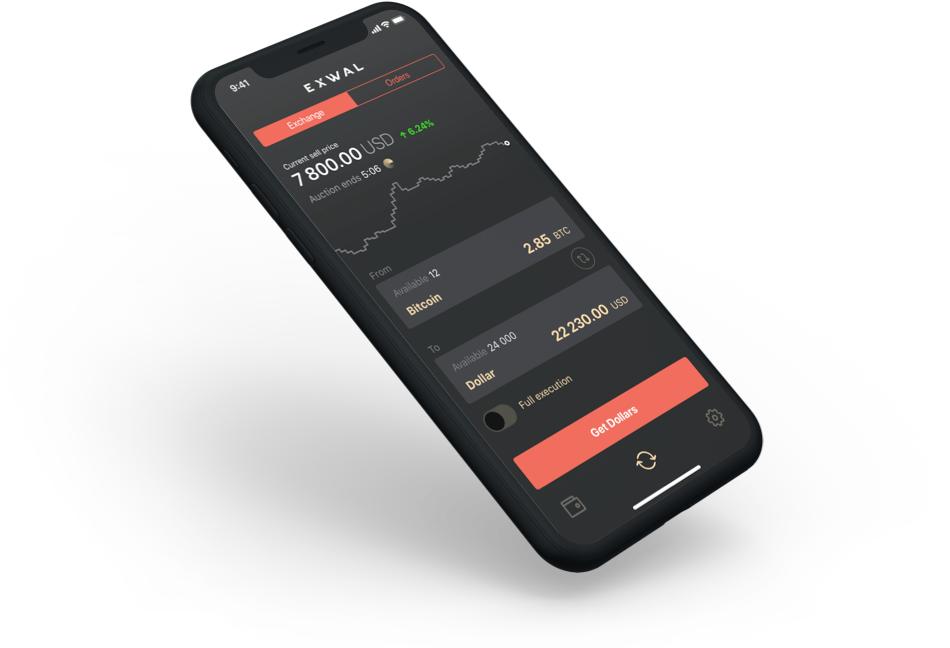 9:41
EXWAL
Exchange Orders
Current sell price
7 800.00 USD ↑ 6.24%
Auction ends 5:06
From
Available 12
Bitcoin 2.85 BTC
To
Available 24 000
Dollar 22 230.00 USD
Full execution
Get Dollars